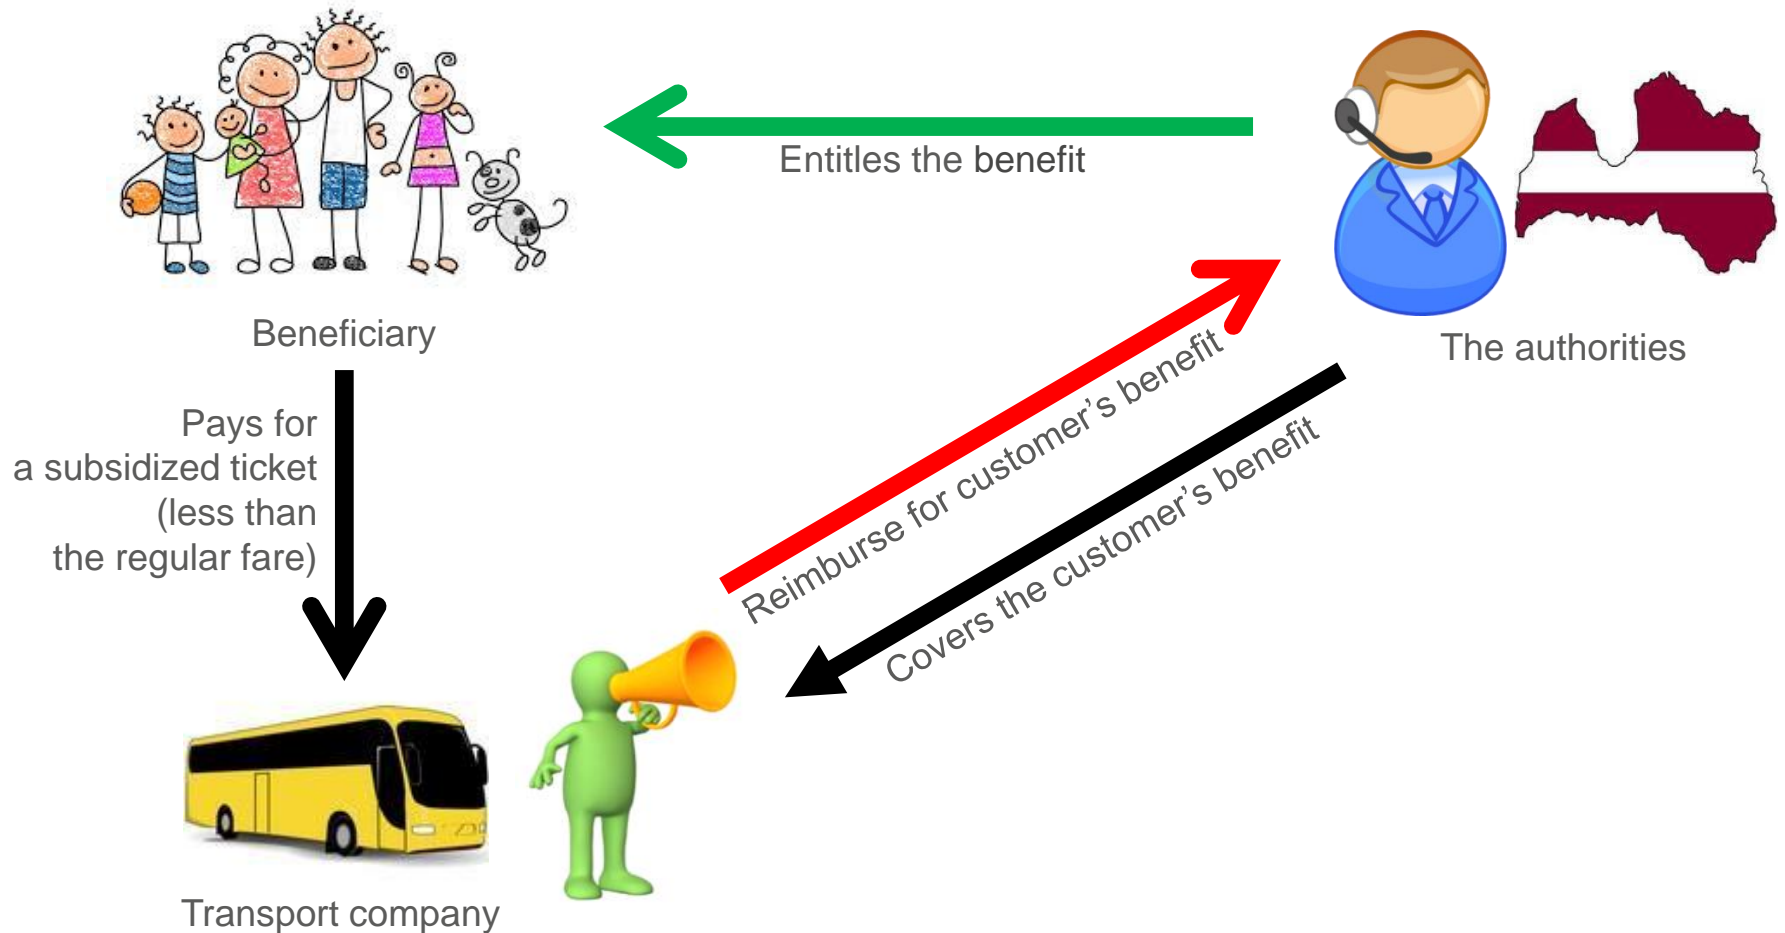 Entitles the benefit
Beneficiary
The authorities
Pays for
a subsidized ticket
(less than
the regular fare)
Reimburse for customer’s benefit
Covers the customer’s benefit
Transport company